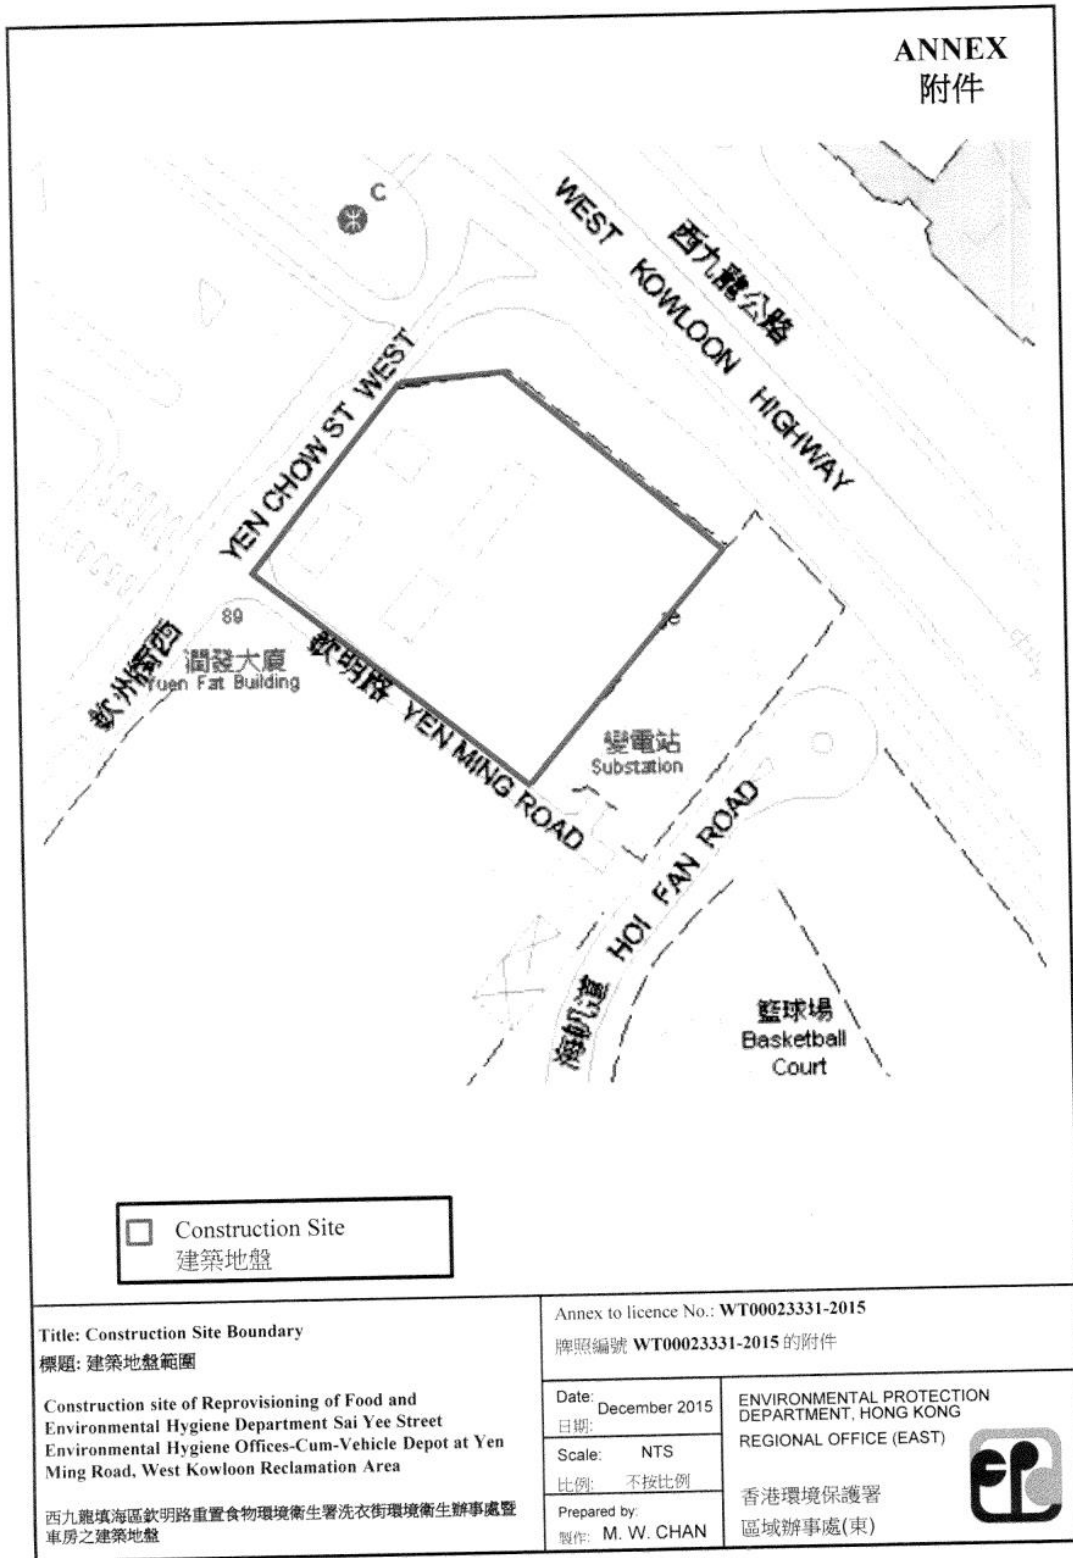 ANNEX
附件
C
西九龍公路
WEST KOWLOON HIGHWAY
YEN CHOW ST WEST
欽州街西
89
潤發大廈
Yuen Fat Building
欽明路 YEN MING ROAD
變電站
Substation
海帆道 HOI FAN ROAD
籃球場
Basketball
Court
Construction Site
建築地盤
Title: Construction Site Boundary
標題: 建築地盤範圍
Construction site of Reprovisioning of Food and
Environmental Hygiene Department Sai Yee Street
Environmental Hygiene Offices-Cum-Vehicle Depot at Yen
Ming Road, West Kowloon Reclamation Area
西九龍填海區欽明路重置食物環境衞生署洗衣街環境衞生辦事處暨
車房之建築地盤
Annex to licence No.: WT00023331-2015
牌照編號 WT00023331-2015 的附件
Date: December 2015
日期:
Scale: NTS
比例: 不按比例
Prepared by:
製作: M. W. CHAN
ENVIRONMENTAL PROTECTION
DEPARTMENT, HONG KONG
REGIONAL OFFICE (EAST)
香港環境保護署
區域辦事處(東)